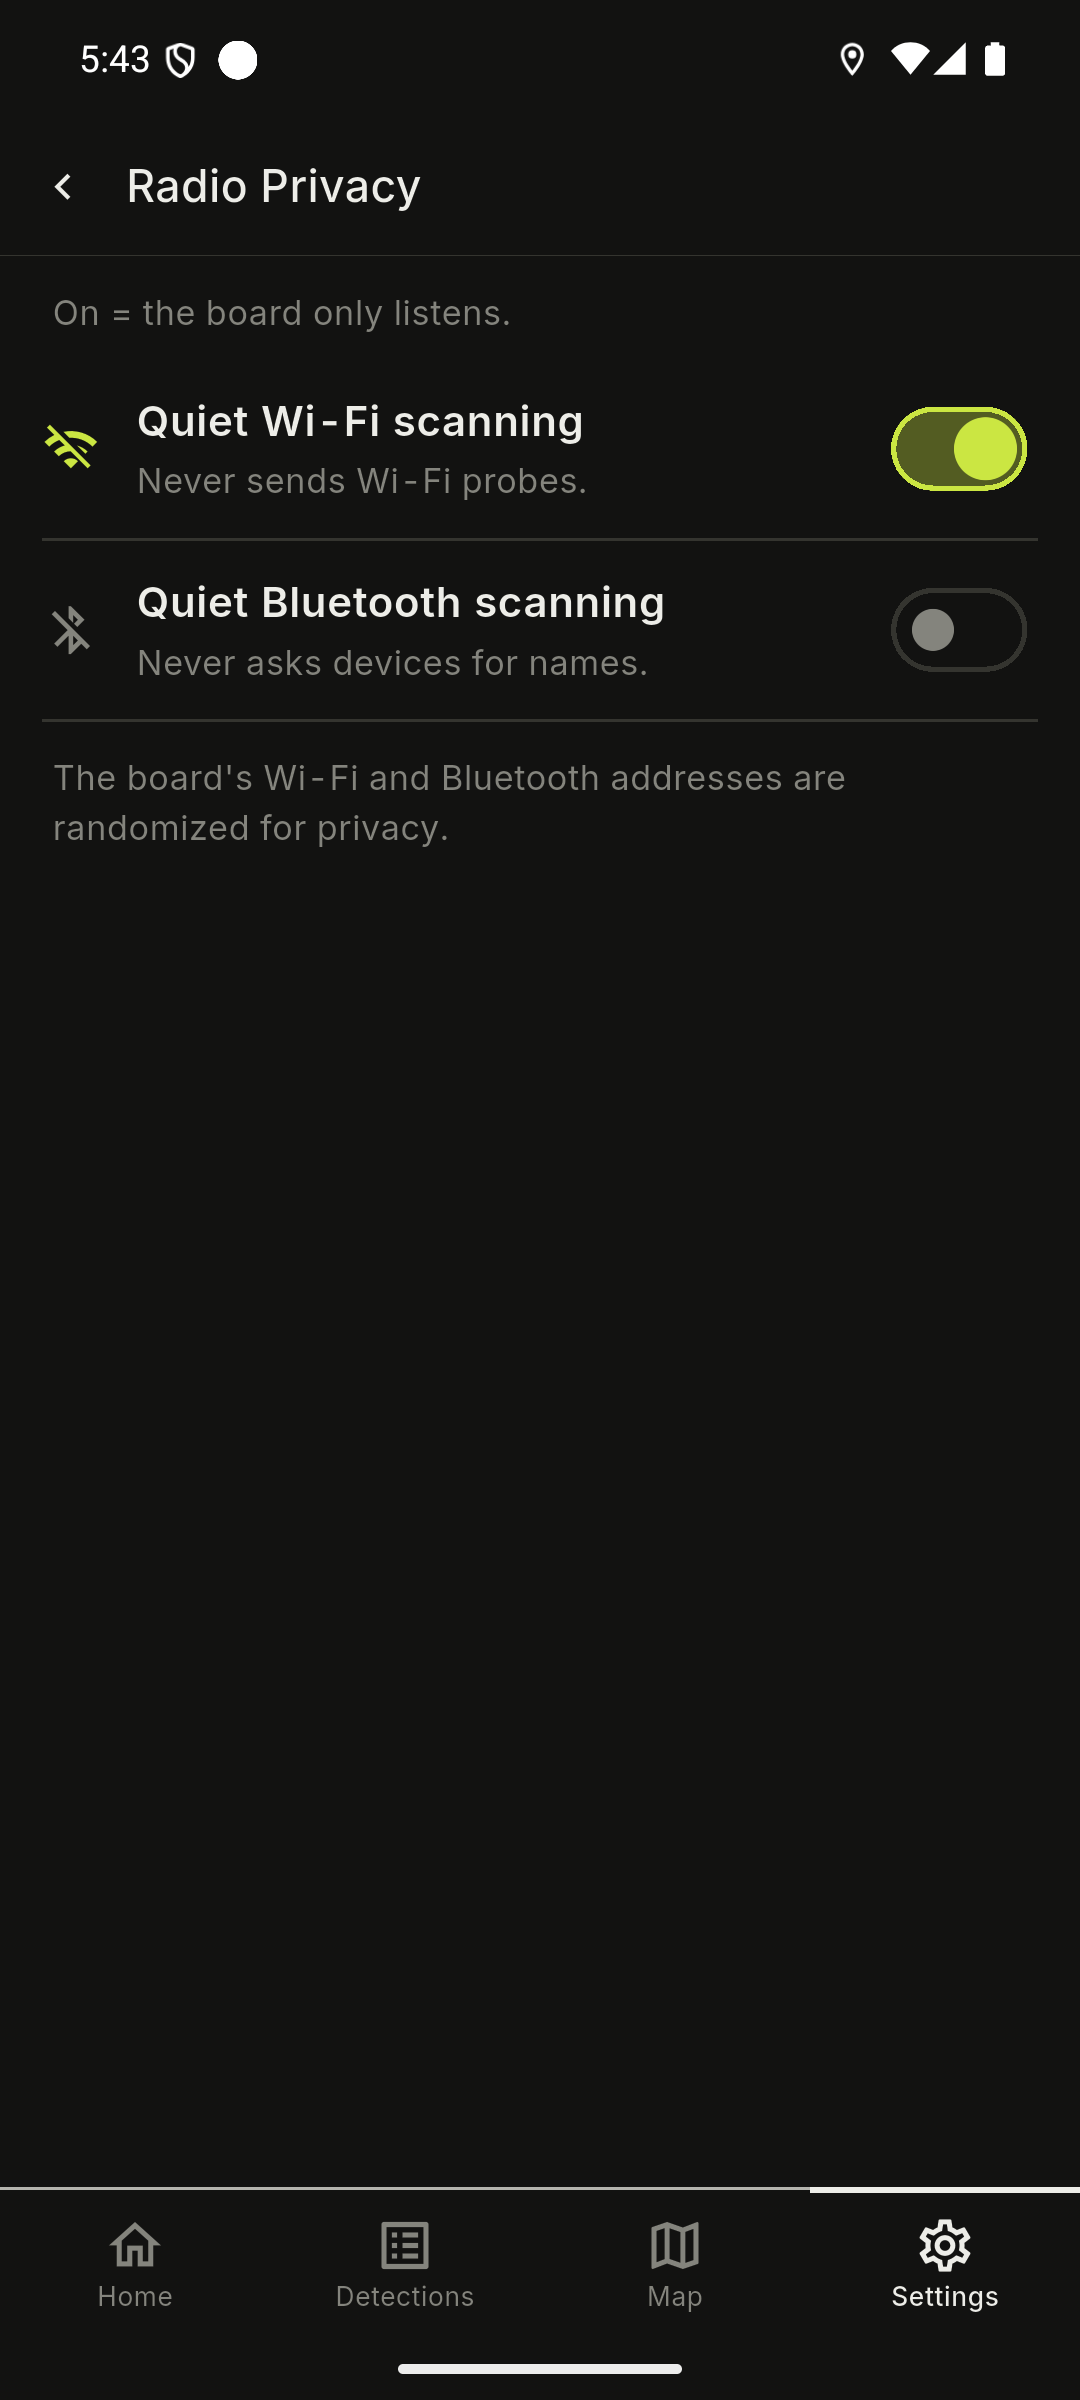 5:43
Radio Privacy
On = the board only listens.
Quiet Wi-Fi scanning
Never sends Wi-Fi probes.
Quiet Bluetooth scanning
Never asks devices for names.
The board's Wi-Fi and Bluetooth addresses are
randomized for privacy.
Home
Detections
Map
Settings